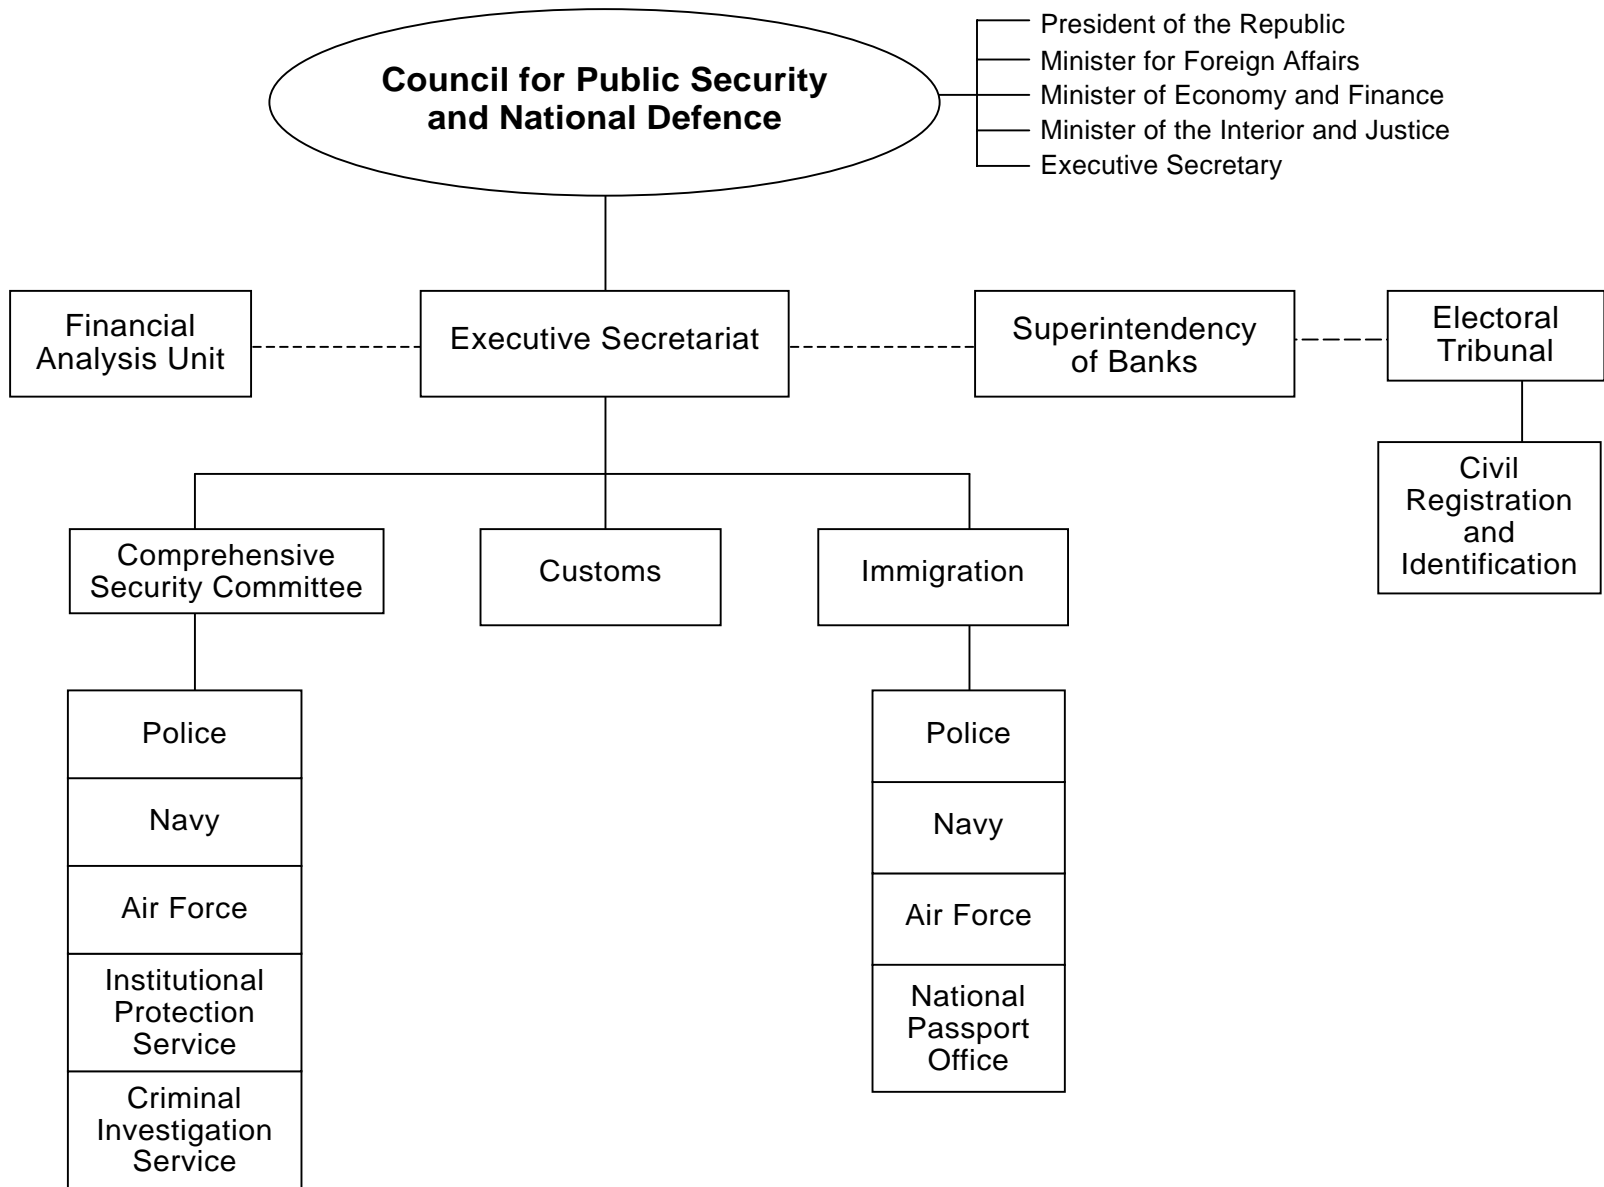 Council for Public Security
and National Defence
President of the Republic
Minister for Foreign Affairs
Minister of Economy and Finance
Minister of the Interior and Justice
Executive Secretary
Financial
Analysis Unit
Executive Secretariat
Superintendency
of Banks
Electoral
Tribunal
Civil
Registration
and
Identification
Comprehensive
Security Committee
Customs
Immigration
Police
Navy
Air Force
Institutional
Protection
Service
Criminal
Investigation
Service
Police
Navy
Air Force
National
Passport
Office